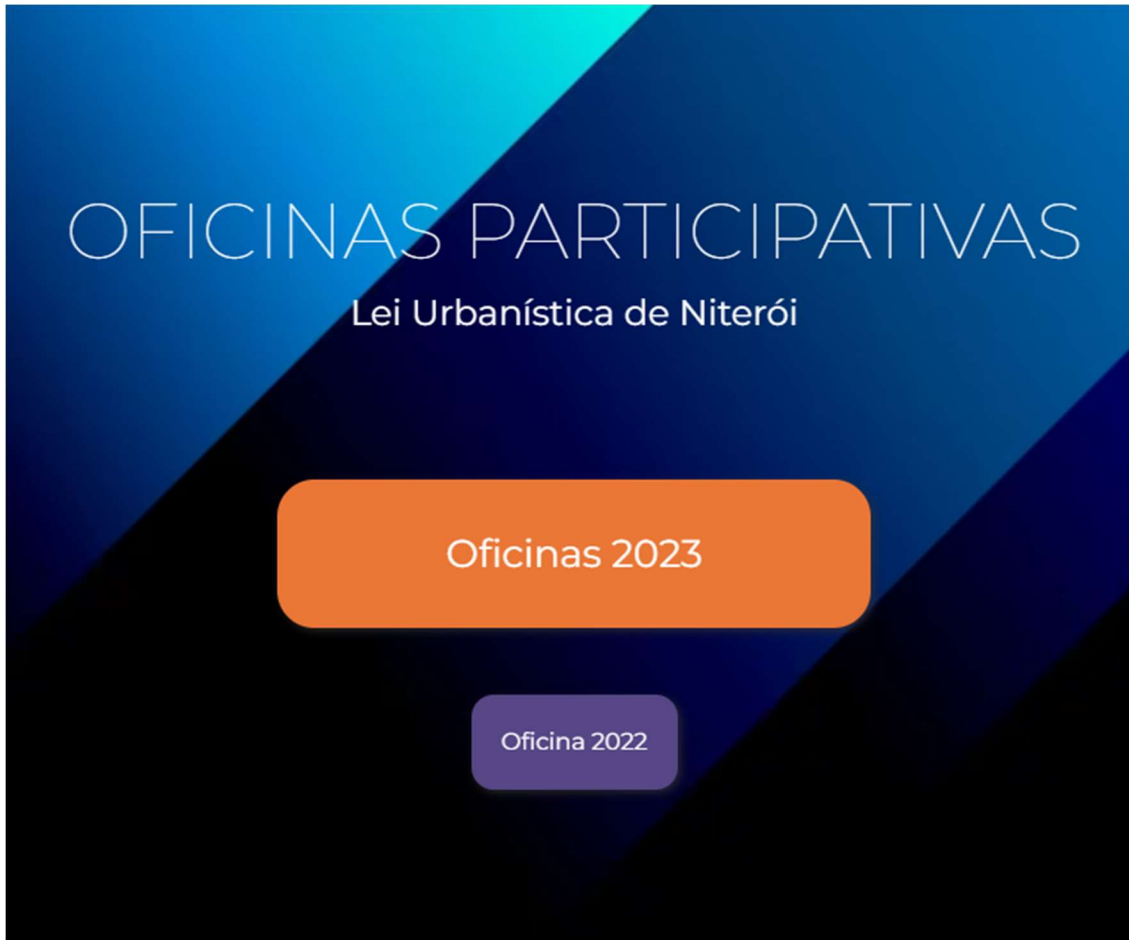 OFICINAS PARTICIPATIVAS
Lei Urbanística de Niterói
Oficinas 2023
Oficina 2022